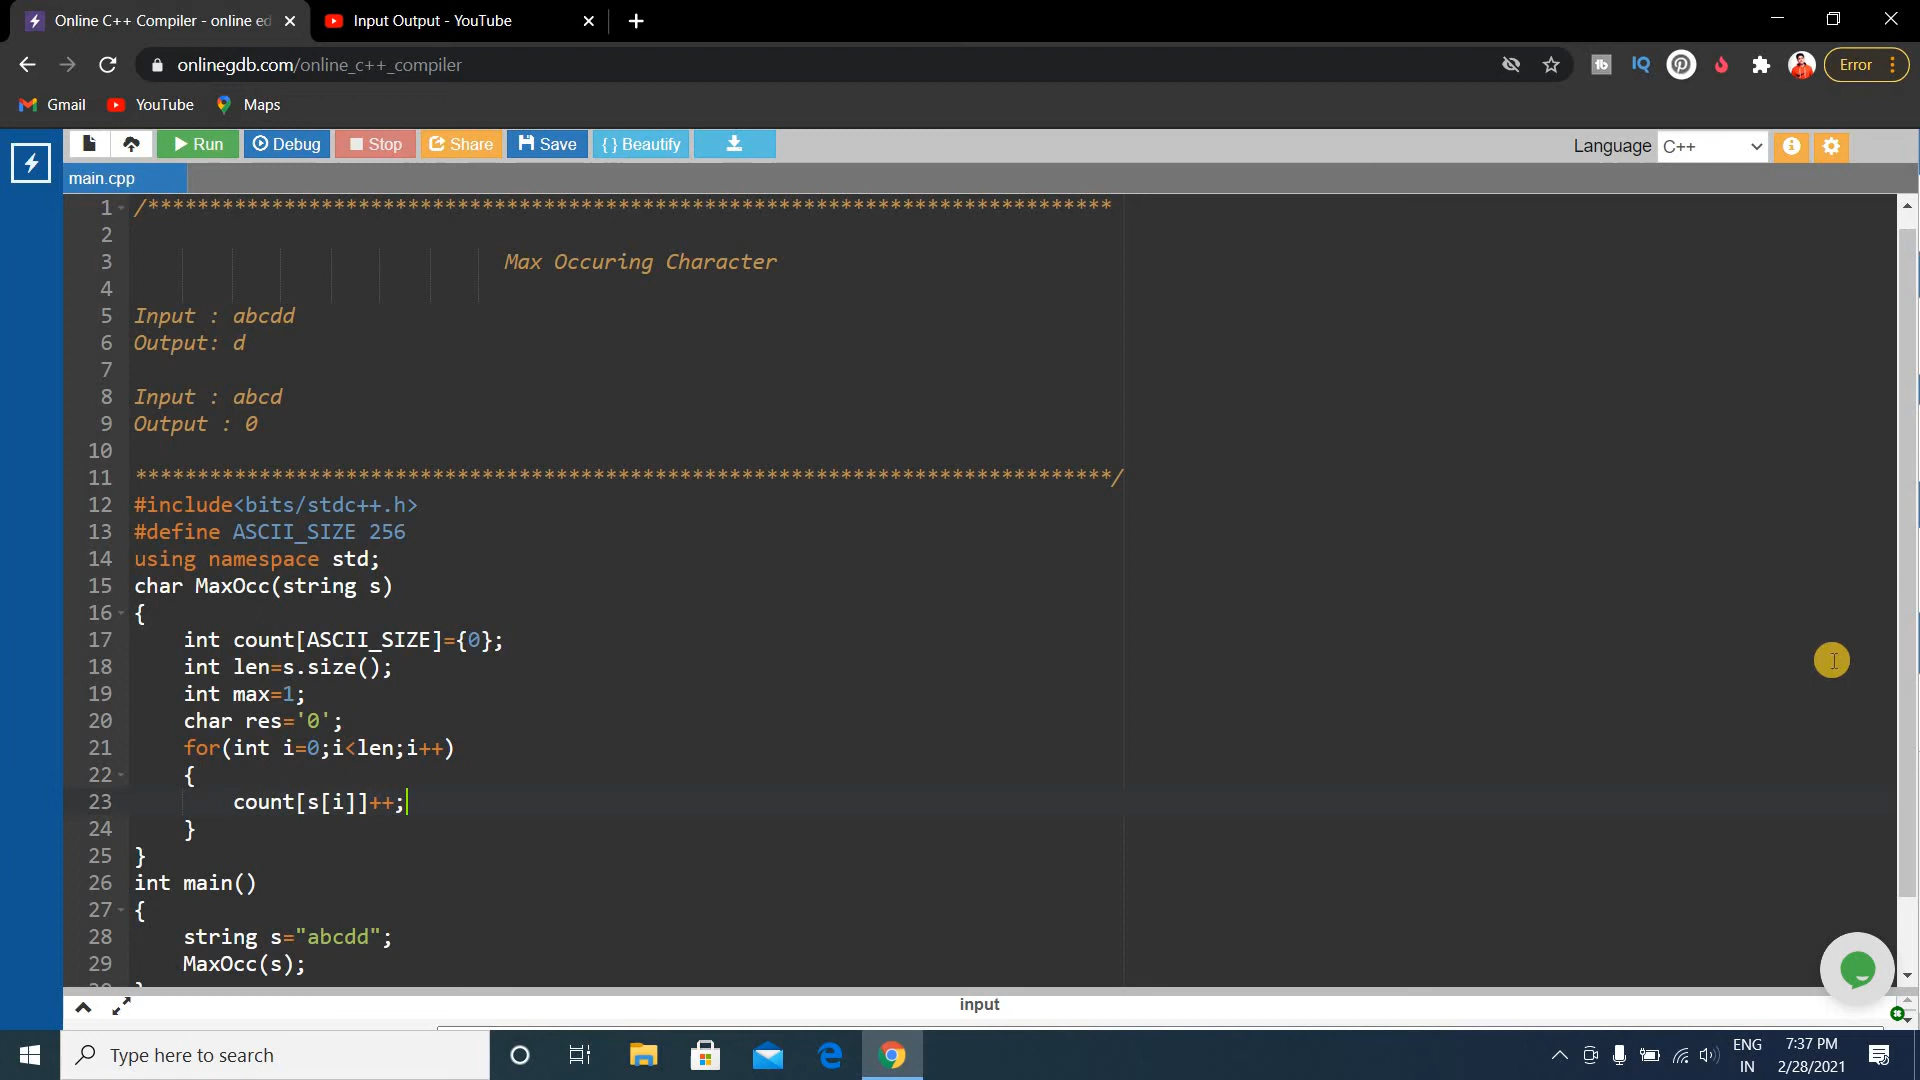 Online C++ Compiler - online ed
Input Output - YouTube
onlinegdb.com/online_c++_compiler
Error
Gmail
YouTube
Maps
Run
Debug
Stop
Share
Save
{ } Beautify
Language
C++
main.cpp
1 /******************************************************************************
2
3 Max Occuring Character
4
5 Input : abcdd
6 Output: d
7
8 Input : abcd
9 Output : 0
10
11 *******************************************************************************/
12 #include<bits/stdc++.h>
13 #define ASCII_SIZE 256
14 using namespace std;
15 char MaxOcc(string s)
16 {
17 int count[ASCII_SIZE]={0};
18 int len=s.size();
19 int max=1;
20 char res='0';
21 for(int i=0;i<len;i++)
22 {
23 count[s[i]]++;
24 }
25 }
26 int main()
27 {
28 string s="abcdd";
29 MaxOcc(s);
input
Type here to search
ENG
IN
7:37 PM
2/28/2021